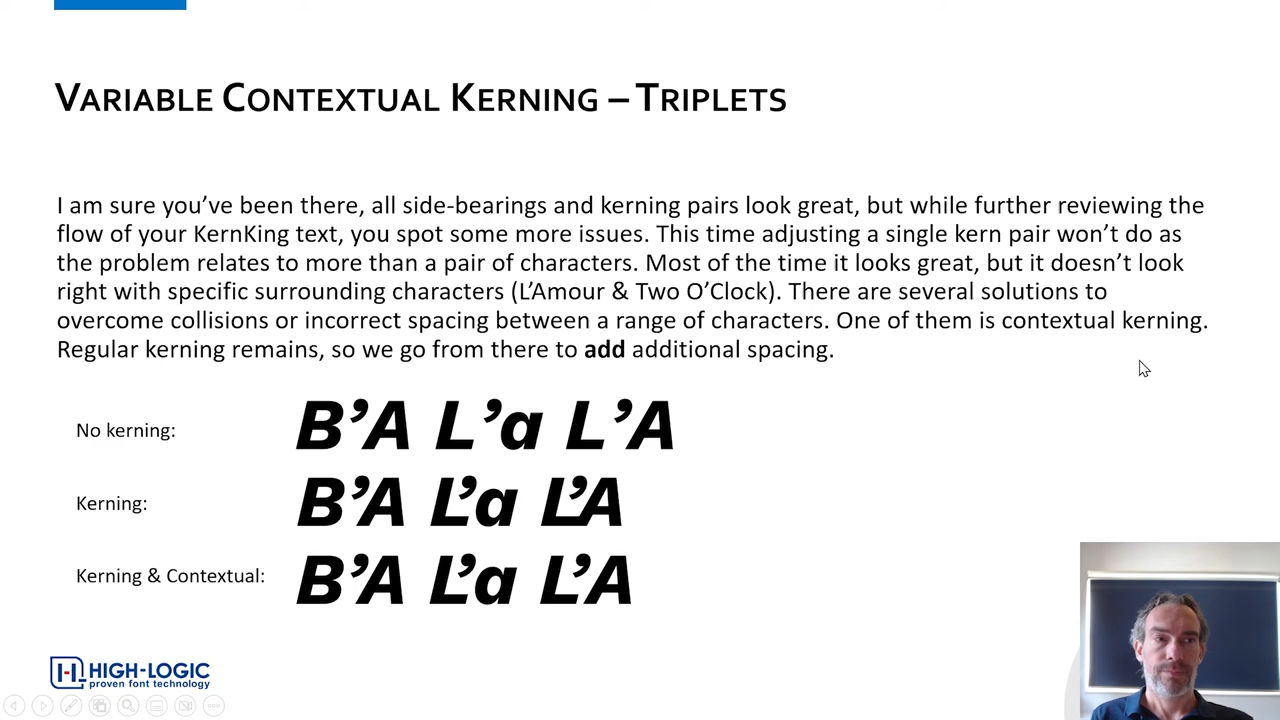 VARIABLE CONTEXTUAL KERNING – TRIPLETS
I am sure you’ve been there, all side-bearings and kerning pairs look great, but while further reviewing the
flow of your KernKing text, you spot some more issues. This time adjusting a single kern pair won’t do as
the problem relates to more than a pair of characters. Most of the time it looks great, but it doesn’t look
right with specific surrounding characters (L’Amour & Two O’Clock). There are several solutions to
overcome collisions or incorrect spacing between a range of characters. One of them is contextual kerning.
Regular kerning remains, so we go from there to add additional spacing.
No kerning: B’A L’a L’A
Kerning: B’A L’a L’A
Kerning & Contextual: B’A L’a L’A
HIGH-LOGIC
proven font technology